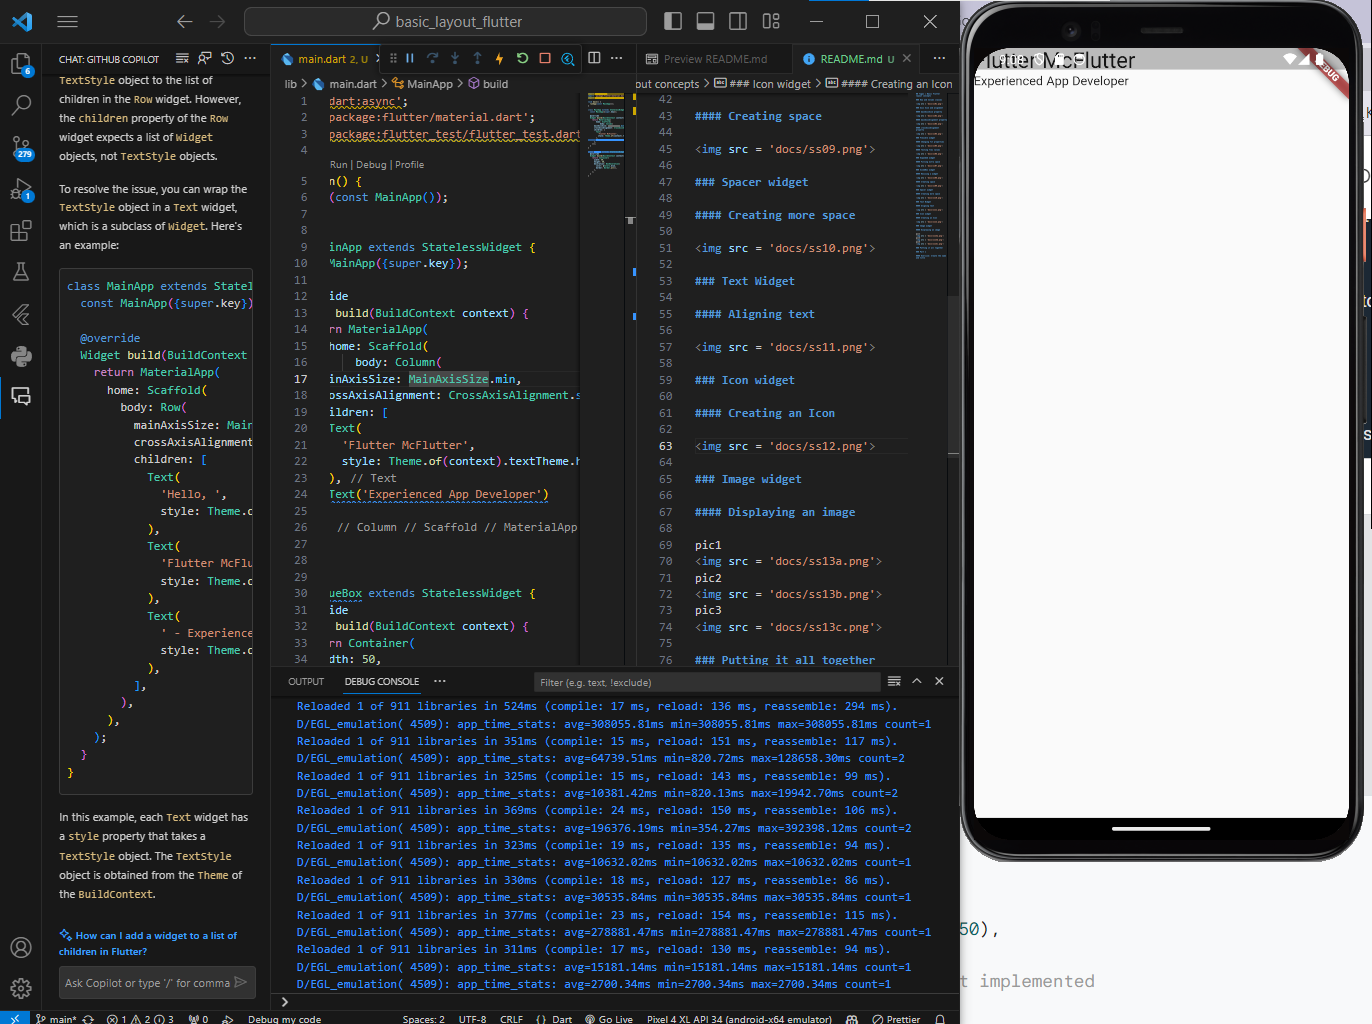 basic_layout_flutter
CHAT: GITHUB COPILOT
TextStyle object to the list of
children in the Row widget. However,
the children property of the Row
widget expects a list of Widget
objects, not TextStyle objects.
To resolve the issue, you can wrap the
TextStyle object in a Text widget,
which is a subclass of Widget. Here's
an example:
class MainApp extends Statel
const MainApp({super.key})
@override
Widget build(BuildContext
return MaterialApp(
home: Scaffold(
body: Row(
mainAxisSize: Main
crossAxisAlignment
children: [
Text(
'Hello, ',
style: Theme.o
),
Text(
'Flutter McFlu
style: Theme.o
),
Text(
' - Experience
style: Theme.o
),
],
),
),
);
}
}
In this example, each Text widget has
a style property that takes a
TextStyle object. The TextStyle
object is obtained from the Theme of
the BuildContext.
How can I add a widget to a list of
children in Flutter?
Ask Copilot or type '/' for comma
6
279
1
main.dart 2, U
lib > main.dart > MainApp > build
1 dart:async';
2 package:flutter/material.dart';
3 package:flutter_test/flutter_test.dart
4
Run | Debug | Profile
5 n() {
6 (const MainApp());
7
8
9 inApp extends StatelessWidget {
10 MainApp({super.key});
11
12 ide
13 build(BuildContext context) {
14 rn MaterialApp(
15 home: Scaffold(
16 body: Column(
17 inAxisSize: MainAxisSize.min,
18 ossAxisAlignment: CrossAxisAlignment.s
19 ildren: [
20 Text(
21 'Flutter McFlutter',
22 style: Theme.of(context).textTheme.h
23 ), // Text
24 Text('Experienced App Developer')
25
26 // Column // Scaffold // MaterialApp
27
28
29
30 ueBox extends StatelessWidget {
31 ide
32 build(BuildContext context) {
33 rn Container(
34 dth: 50,
Preview README.md
README.md U
out concepts > ### Icon widget > #### Creating an Icon
42
43 #### Creating space
44
45 <img src = 'docs/ss09.png'>
46
47 ### Spacer widget
48
49 #### Creating more space
50
51 <img src = 'docs/ss10.png'>
52
53 ### Text Widget
54
55 #### Aligning text
56
57 <img src = 'docs/ss11.png'>
58
59 ### Icon widget
60
61 #### Creating an Icon
62
63 <img src = 'docs/ss12.png'>
64
65 ### Image widget
66
67 #### Displaying an image
68
69 pic1
70 <img src = 'docs/ss13a.png'>
71 pic2
72 <img src = 'docs/ss13b.png'>
73 pic3
74 <img src = 'docs/ss13c.png'>
75
76 ### Putting it all together
OUTPUT DEBUG CONSOLE
Filter (e.g. text, !exclude)
Reloaded 1 of 911 libraries in 524ms (compile: 17 ms, reload: 136 ms, reassemble: 294 ms).
D/EGL_emulation( 4509): app_time_stats: avg=308055.81ms min=308055.81ms max=308055.81ms count=1
Reloaded 1 of 911 libraries in 351ms (compile: 15 ms, reload: 151 ms, reassemble: 117 ms).
D/EGL_emulation( 4509): app_time_stats: avg=64739.51ms min=820.72ms max=128658.30ms count=2
Reloaded 1 of 911 libraries in 325ms (compile: 15 ms, reload: 143 ms, reassemble: 99 ms).
D/EGL_emulation( 4509): app_time_stats: avg=10381.42ms min=820.13ms max=19942.70ms count=2
Reloaded 1 of 911 libraries in 369ms (compile: 24 ms, reload: 150 ms, reassemble: 106 ms).
D/EGL_emulation( 4509): app_time_stats: avg=196376.19ms min=354.27ms max=392398.12ms count=2
Reloaded 1 of 911 libraries in 323ms (compile: 19 ms, reload: 135 ms, reassemble: 94 ms).
D/EGL_emulation( 4509): app_time_stats: avg=10632.02ms min=10632.02ms max=10632.02ms count=1
Reloaded 1 of 911 libraries in 330ms (compile: 18 ms, reload: 127 ms, reassemble: 86 ms).
D/EGL_emulation( 4509): app_time_stats: avg=30535.84ms min=30535.84ms max=30535.84ms count=1
Reloaded 1 of 911 libraries in 377ms (compile: 23 ms, reload: 154 ms, reassemble: 115 ms).
D/EGL_emulation( 4509): app_time_stats: avg=278881.47ms min=278881.47ms max=278881.47ms count=1
Reloaded 1 of 911 libraries in 311ms (compile: 17 ms, reload: 130 ms, reassemble: 94 ms).
D/EGL_emulation( 4509): app_time_stats: avg=15181.14ms min=15181.14ms max=15181.14ms count=1
D/EGL_emulation( 4509): app_time_stats: avg=2700.34ms min=2700.34ms max=2700.34ms count=1
main* 1 2 3 0 Debug my code Spaces: 2 UTF-8 CRLF {} Dart Go Live Pixel 4 XL API 34 (android-x64 emulator) Prettier
Flutter McFlutter
Experienced App Developer
DEBUG
50),
t implemented